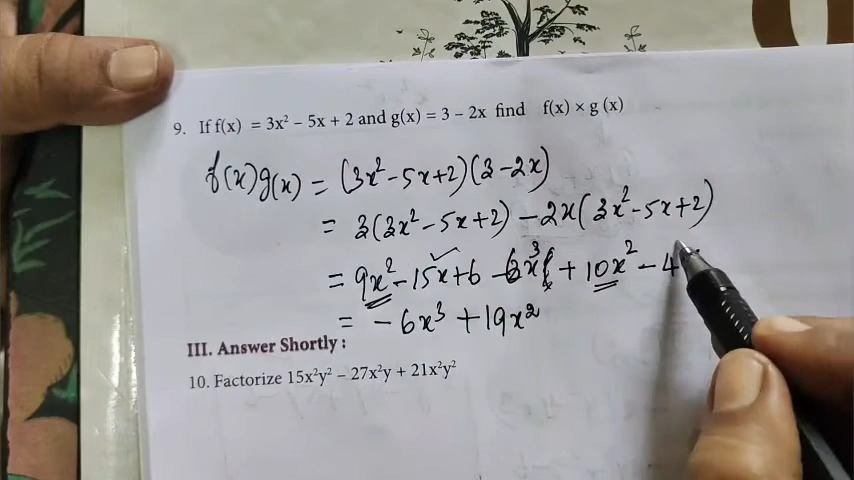 9. If f(x) = 3x² – 5x + 2 and g(x) = 3 – 2x find f(x) × g (x)
f(x)g(x) = (3x² – 5x + 2)(3 – 2x)
= 3(3x² – 5x + 2) – 2x(3x² – 5x + 2)
= 9x² – 15x + 6 – 6x³ + 10x² – 4
= – 6x³ + 19x²
III. Answer Shortly :
10. Factorize 15x²y² – 27x²y + 21x²y²